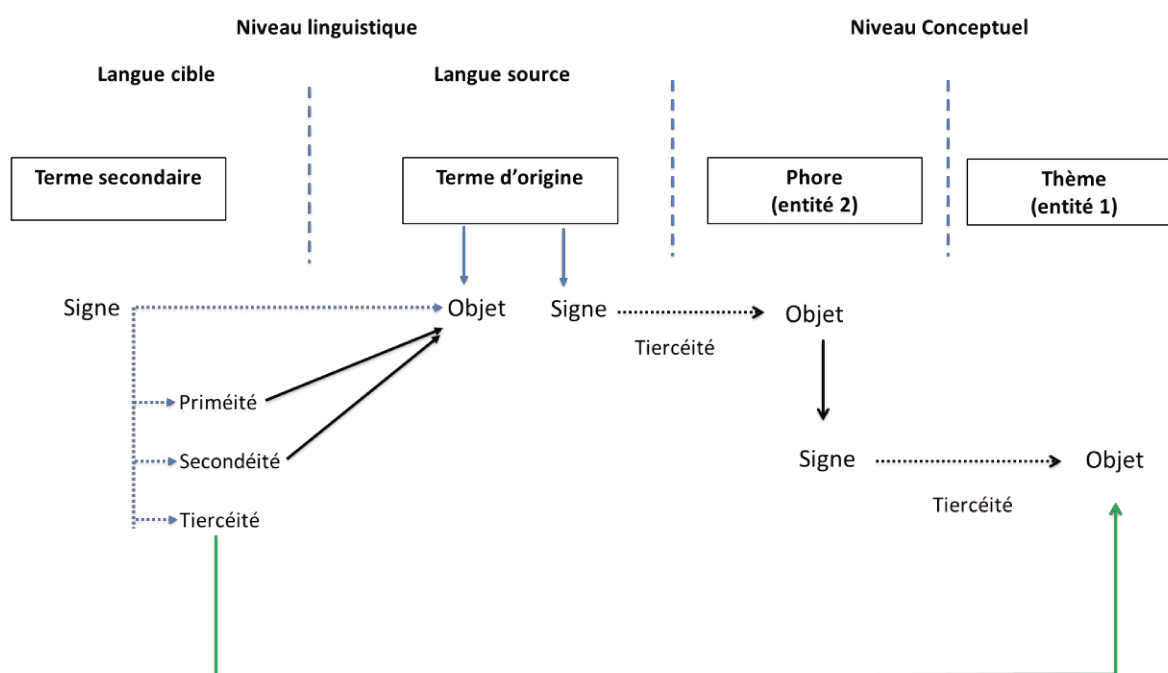 Niveau linguistique
Niveau Conceptuel
Langue cible
Langue source
Terme secondaire
Terme d'origine
Phore
(entité 2)
Thème
(entité 1)
Signe
Objet
Signe
Objet
Tiercéité
Priméité
Secondéité
Signe
Objet
Tiercéité
Tiercéité